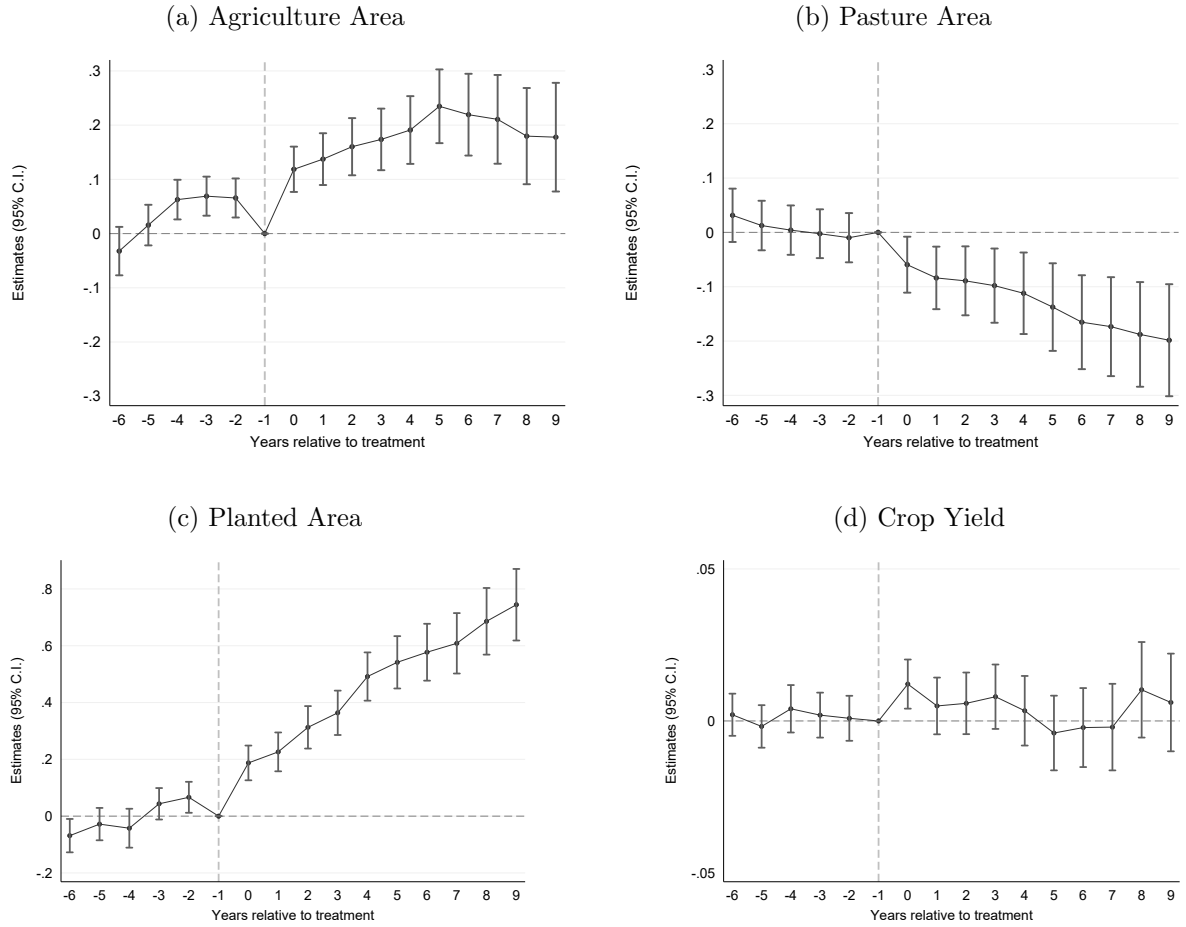 (a) Agriculture Area
.3
.2
.1
0
-.1
-.2
-.3
Estimates (95% C.I.)
-6 -5 -4 -3 -2 -1 0 1 2 3 4 5 6 7 8 9
Years relative to treatment
(b) Pasture Area
.3
.2
.1
0
-.1
-.2
-.3
Estimates (95% C.I.)
-6 -5 -4 -3 -2 -1 0 1 2 3 4 5 6 7 8 9
Years relative to treatment
(c) Planted Area
.8
.6
.4
.2
0
-.2
Estimates (95% C.I.)
-6 -5 -4 -3 -2 -1 0 1 2 3 4 5 6 7 8 9
Years relative to treatment
(d) Crop Yield
.05
0
-.05
Estimates (95% C.I.)
-6 -5 -4 -3 -2 -1 0 1 2 3 4 5 6 7 8 9
Years relative to treatment